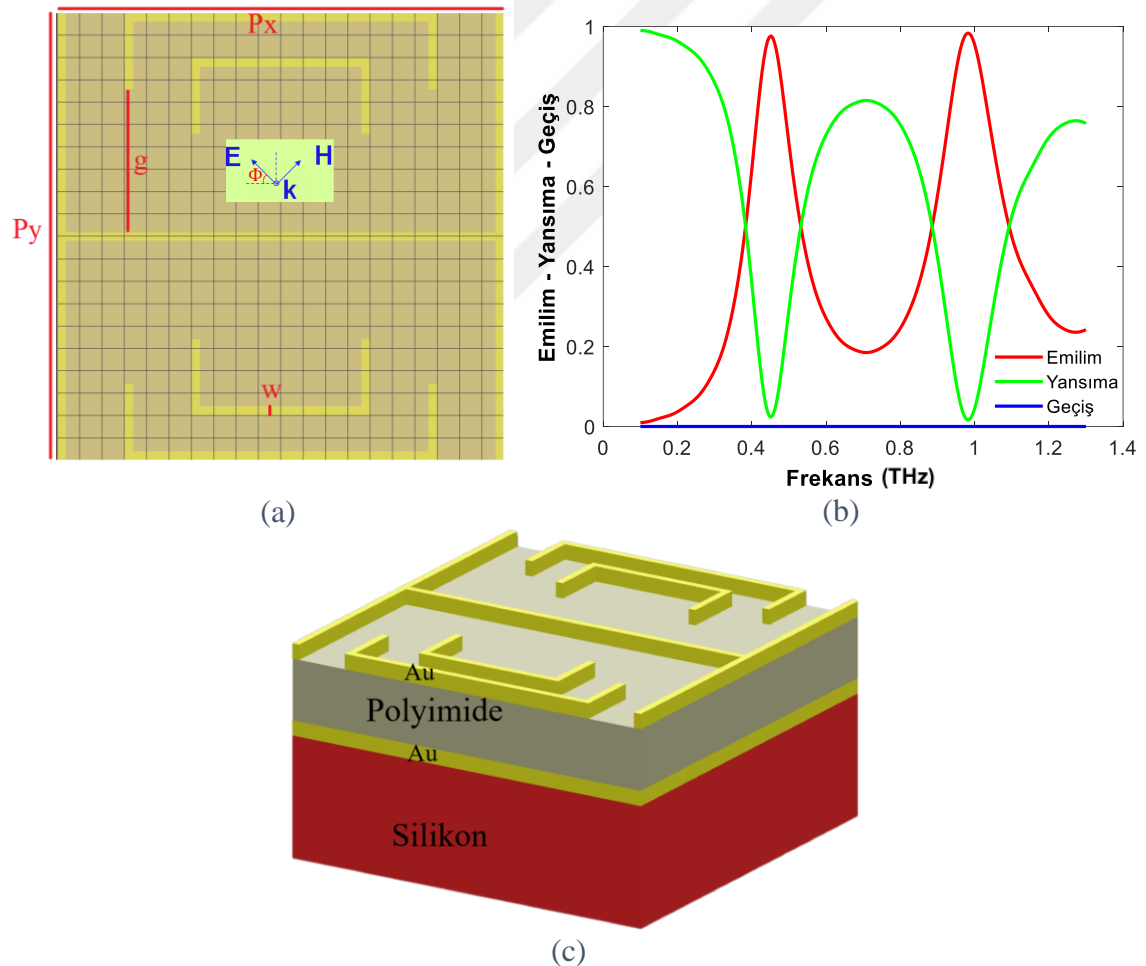 Px
E
H
Φ
k
g
Py
w
(a)
Emilim - Yansıma - Geçiş
1
0.8
0.6
0.4
0.2
0
0
0.2
0.4
0.6
0.8
1
1.2
1.4
Emilim
Yansıma
Geçiş
Frekans (THz)
(b)
Au
Polyimide
Au
Silikon
(c)